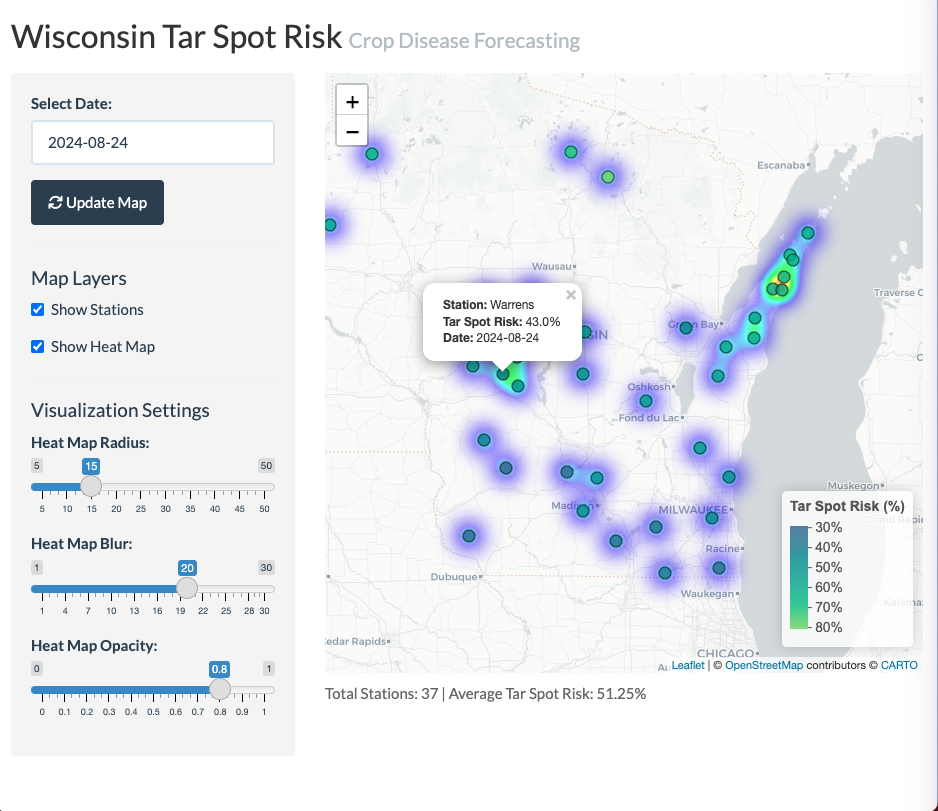 Wisconsin Tar Spot Risk Crop Disease Forecasting
Select Date:
2024-08-24
Update Map
Map Layers
Show Stations
Show Heat Map
Visualization Settings
Heat Map Radius:
5 15 50
5 10 15 20 25 30 35 40 45 50
Heat Map Blur:
1 20 30
1 4 7 10 13 16 19 22 25 28 30
Heat Map Opacity:
0 0.8 1
0 0.1 0.2 0.3 0.4 0.5 0.6 0.7 0.8 0.9 1
+
−
Escanaba
Wausau
Traverse C
×
Station: Warrens
Tar Spot Risk: 43.0%
Date: 2024-08-24
SIN
Green Bay
Oshkosh
Fond du Lac
Muskegon
Madison
MILWAUKEE
Grand Rapi
Racine
Dubuque
Waukegan
Kalama
edar Rapids
CHICAGO
Tar Spot Risk (%)
30%
40%
50%
60%
70%
80%
Au
Leaflet | © OpenStreetMap contributors © CARTO
Total Stations: 37 | Average Tar Spot Risk: 51.25%